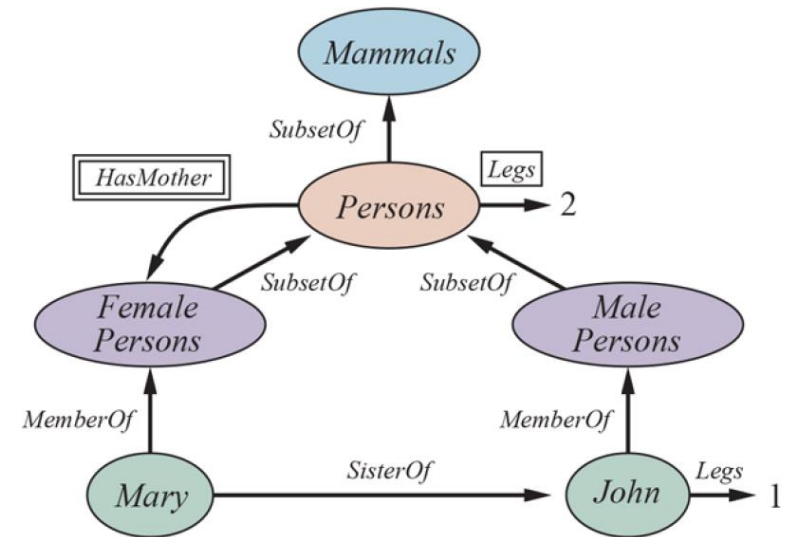 Mammals
SubsetOf
HasMother
Legs
Persons
2
SubsetOf
SubsetOf
Female
Persons
Male
Persons
MemberOf
MemberOf
SisterOf
Legs
Mary
John
1